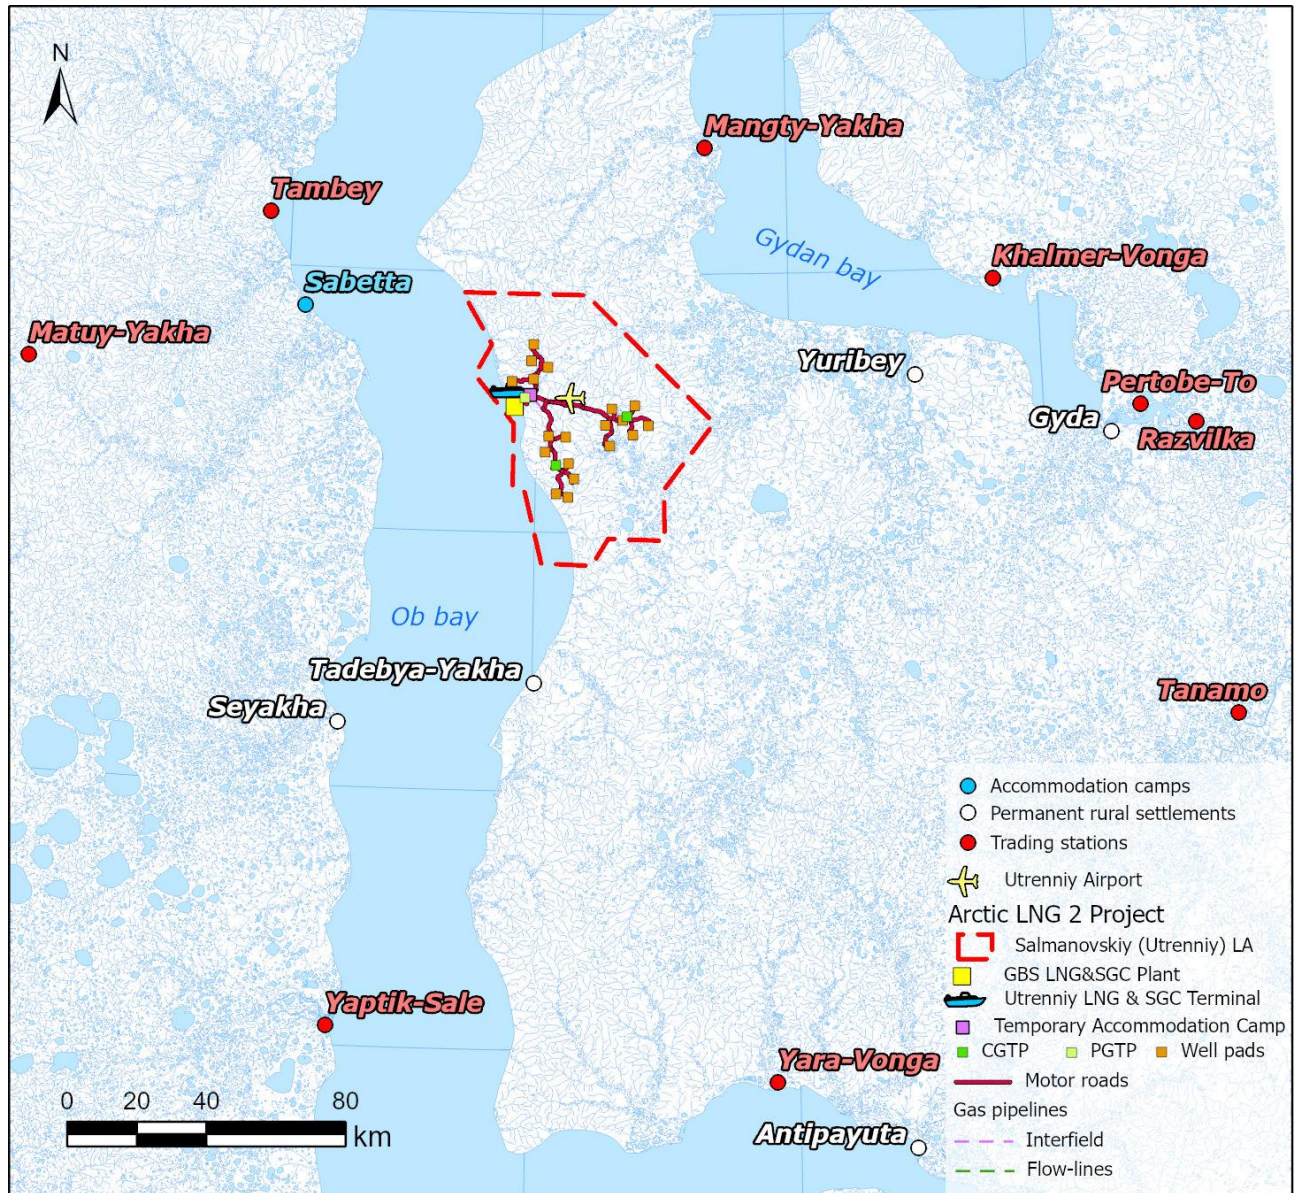 N
Mangty-Yakha
Tambey
Gydan bay
Khalmer-Vonga
Sabetta
Matuy-Yakha
Yuribey
Pertobe-To
Gyda
Razvilka
Ob bay
Tadebya-Yakha
Seyakha
Tanamo
Yaptik-Sale
Yara-Vonga
Antipayuta
0 20 40 80
km
Accommodation camps
Permanent rural settlements
Trading stations
Utrenniy Airport
Arctic LNG 2 Project
Salmanovskiy (Utrenniy) LA
GBS LNG&SGC Plant
Utrenniy LNG & SGC Terminal
Temporary Accommodation Camp
CGTP PGTP Well pads
Motor roads
Gas pipelines
Interfield
Flow-lines